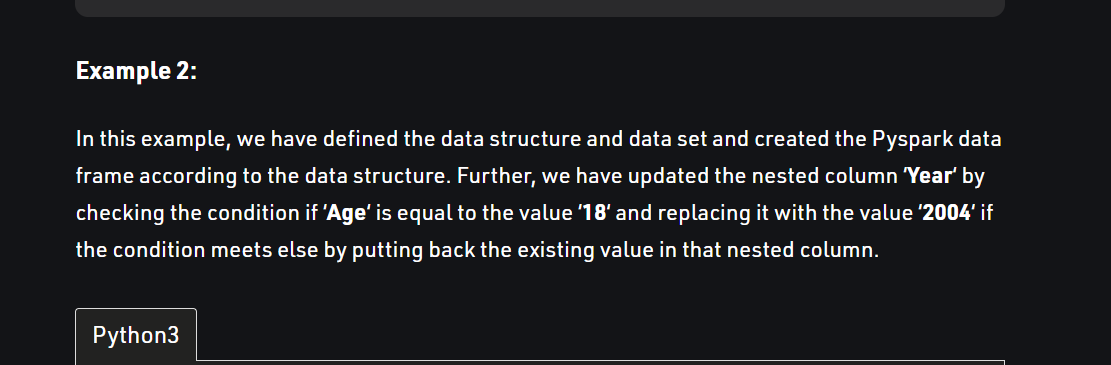 Example 2:
In this example, we have defined the data structure and data set and created the Pyspark data
frame according to the data structure. Further, we have updated the nested column ‘Year‘ by
checking the condition if ‘Age‘ is equal to the value ‘18‘ and replacing it with the value ‘2004‘ if
the condition meets else by putting back the existing value in that nested column.
Python3